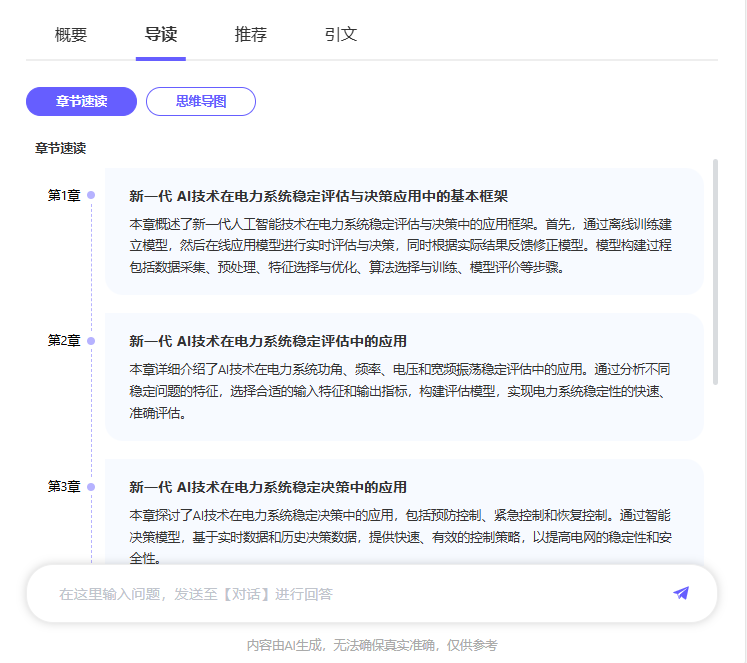 概要 导读 推荐 引文
章节速读 思维导图
章节速读
第1章
新一代 AI技术在电力系统稳定评估与决策应用中的基本框架
本章概述了新一代人工智能技术在电力系统稳定评估与决策中的应用框架。首先，通过离线训练建
立模型，然后在线应用模型进行实时评估与决策，同时根据实际结果反馈修正模型。模型构建过程
包括数据采集、预处理、特征选择与优化、算法选择与训练、模型评价等步骤。
第2章
新一代 AI技术在电力系统稳定评估中的应用
本章详细介绍了AI技术在电力系统功角、频率、电压和宽频振荡稳定评估中的应用。通过分析不同
稳定问题的特征，选择合适的输入特征和输出指标，构建评估模型，实现电力系统稳定性的快速、
准确评估。
第3章
新一代 AI技术在电力系统稳定决策中的应用
本章探讨了AI技术在电力系统稳定决策中的应用，包括预防控制、紧急控制和恢复控制。通过智能
决策模型，基于实时数据和历史决策数据，提供快速、有效的控制策略，以提高电网的稳定性和安
全性。
在这里输入问题，发送至【对话】进行回答
内容由AI生成，无法确保真实准确，仅供参考